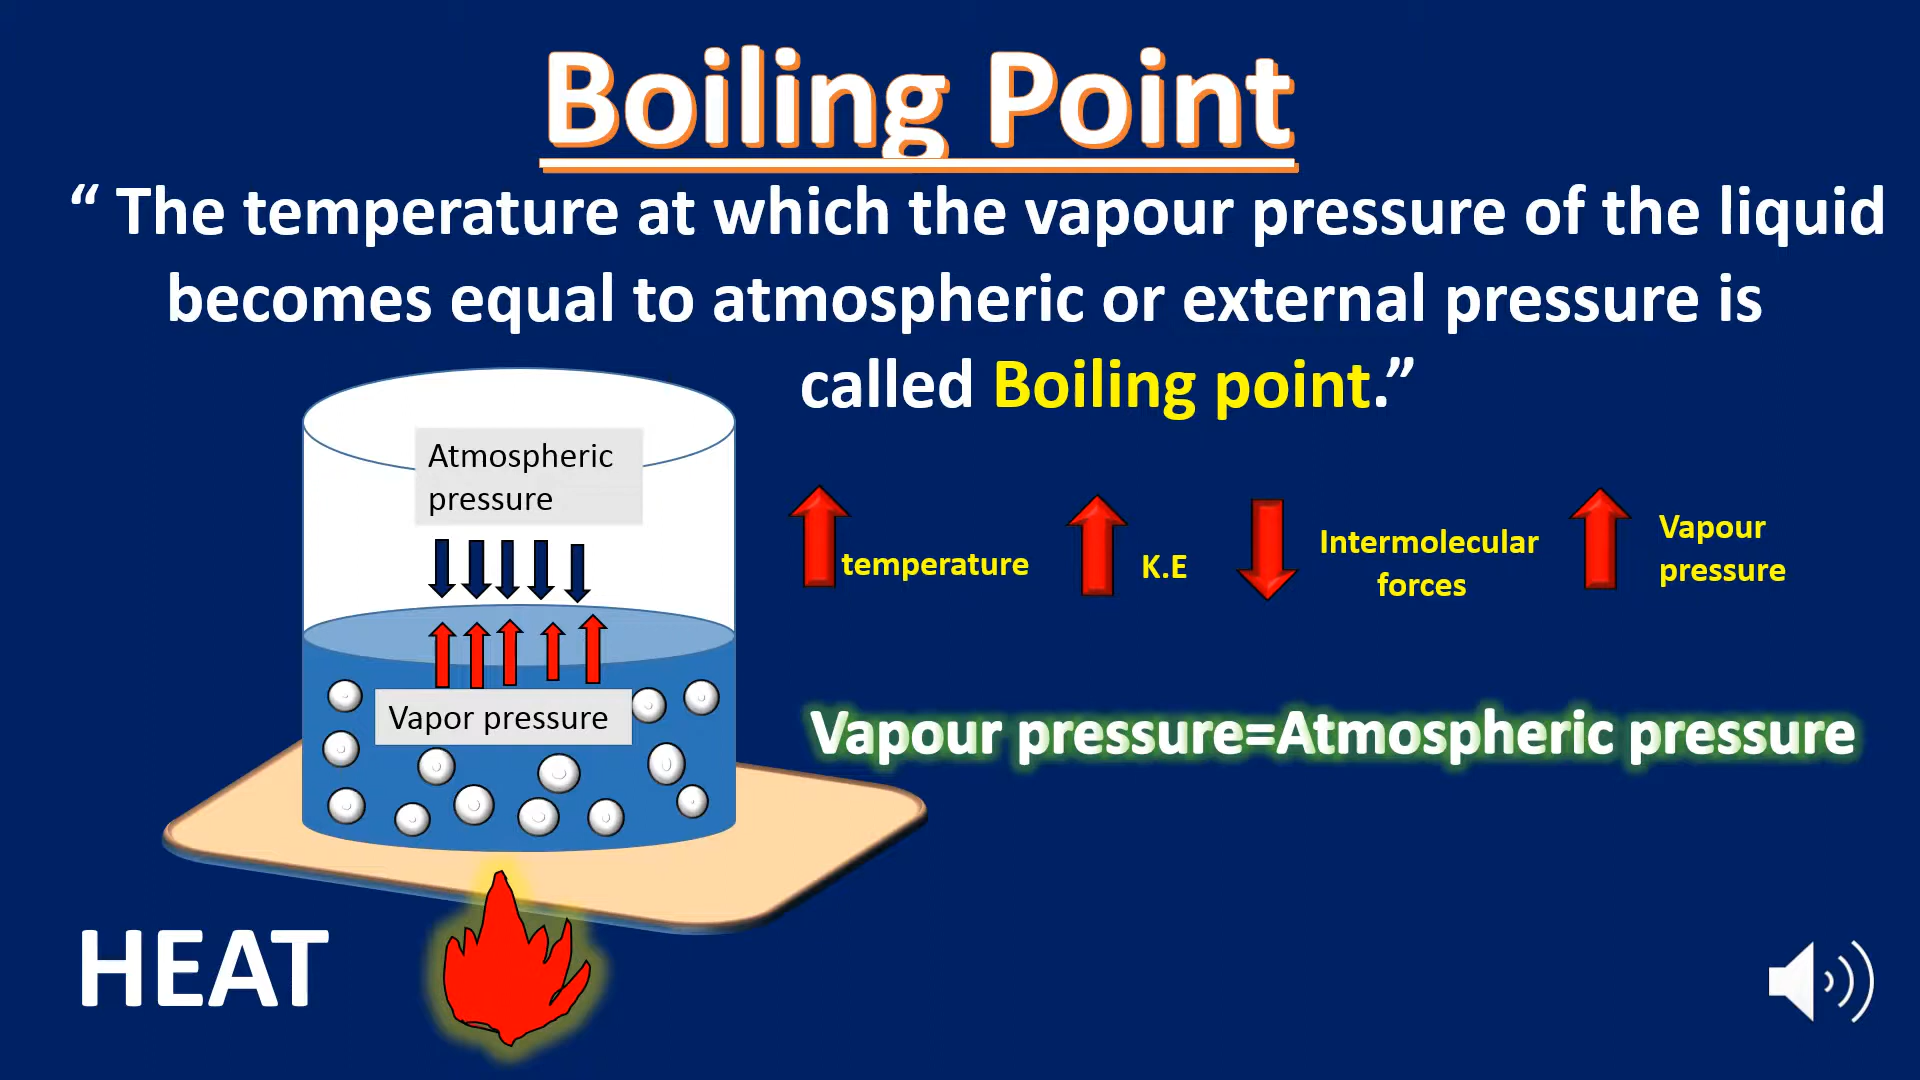 Boiling Point
“ The temperature at which the vapour pressure of the liquid
becomes equal to atmospheric or external pressure is
called Boiling point.”
Atmospheric
pressure
temperature
K.E
Intermolecular
forces
Vapour
pressure
Vapor pressure
Vapour pressure=Atmospheric pressure
HEAT